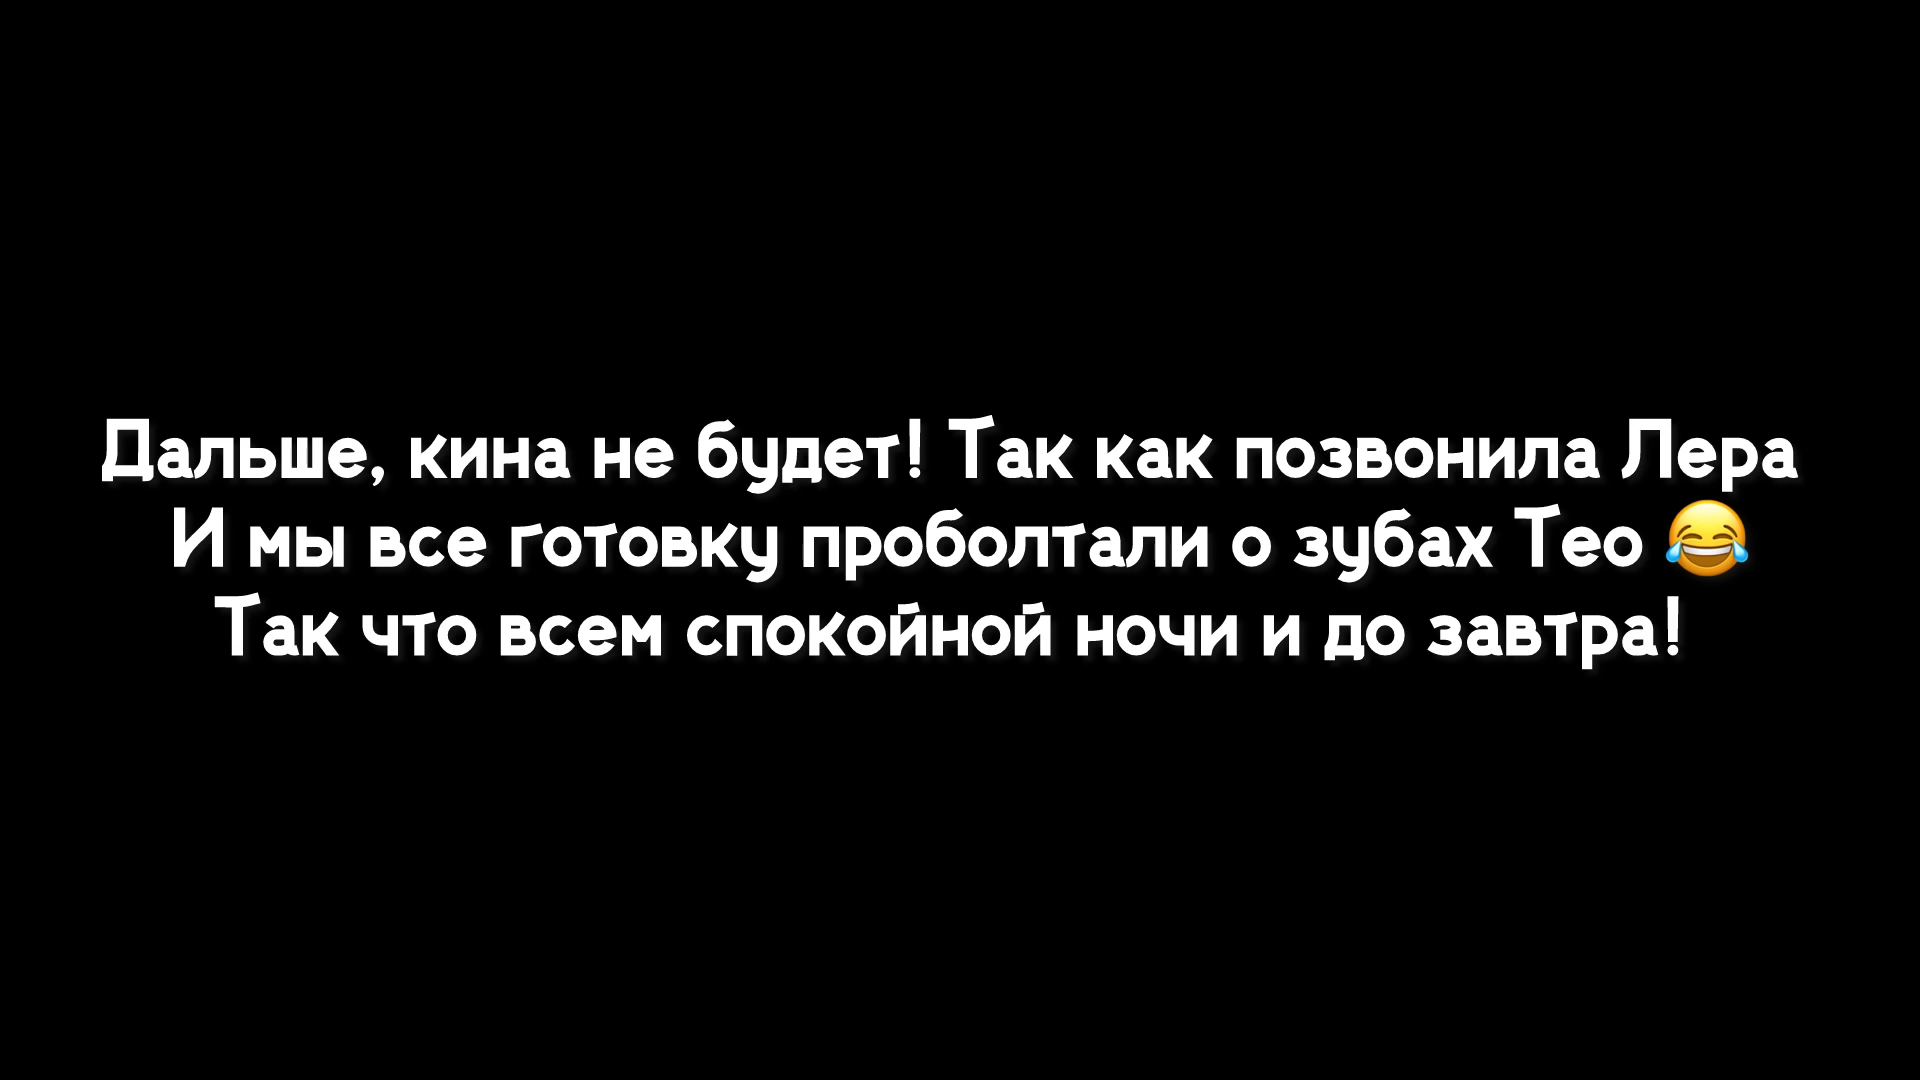 Дальше, кина не будет! Так как позвонила Лера
И мы все готовку проболтали о зубах Тео 😂
Так что всем спокойной ночи и до завтра!